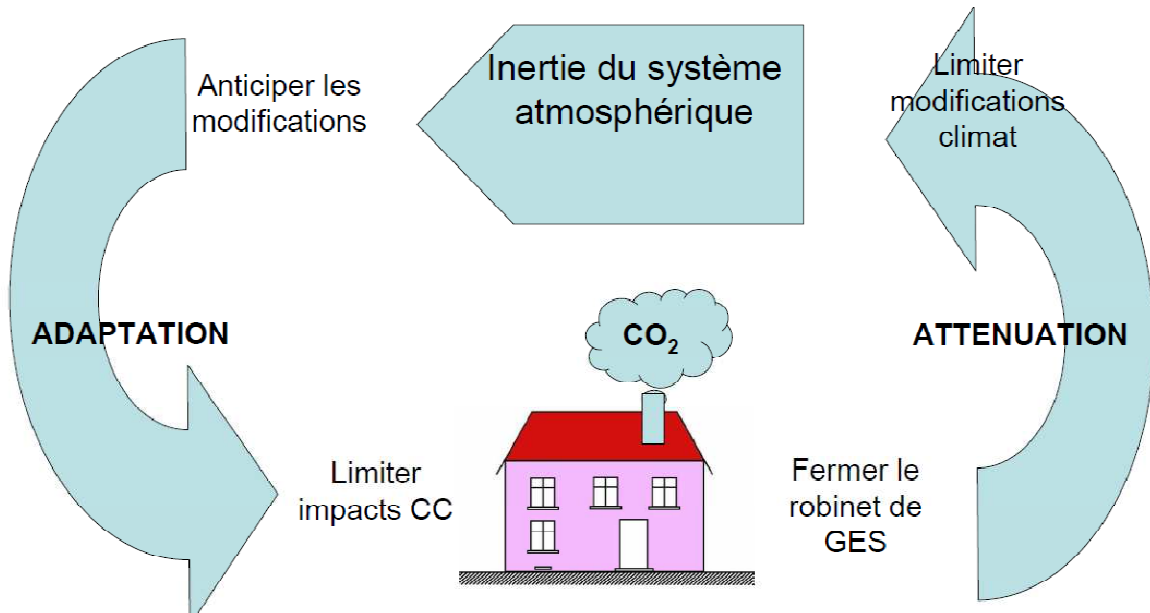 Inertie du système
atmosphérique
Anticiper les
modifications
Limiter
modifications
climat
ADAPTATION
CO₂
ATTENUATION
Limiter
impacts CC
Fermer le
robinet de
GES